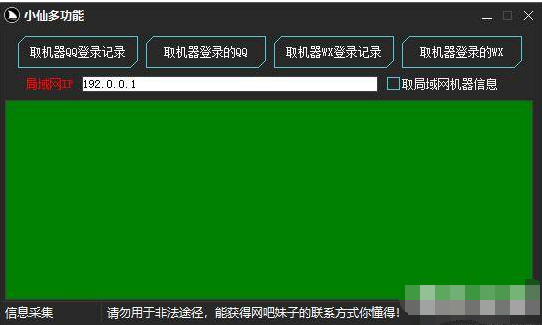 小仙多功能
取机器QQ登录记录 取机器登录的QQ 取机器WX登录记录 取机器登录的WX
局域网IP 192.0.0.1 取局域网机器信息
信息采集 请勿用于非法途径，能获得网吧妹子的联系方式你懂得！